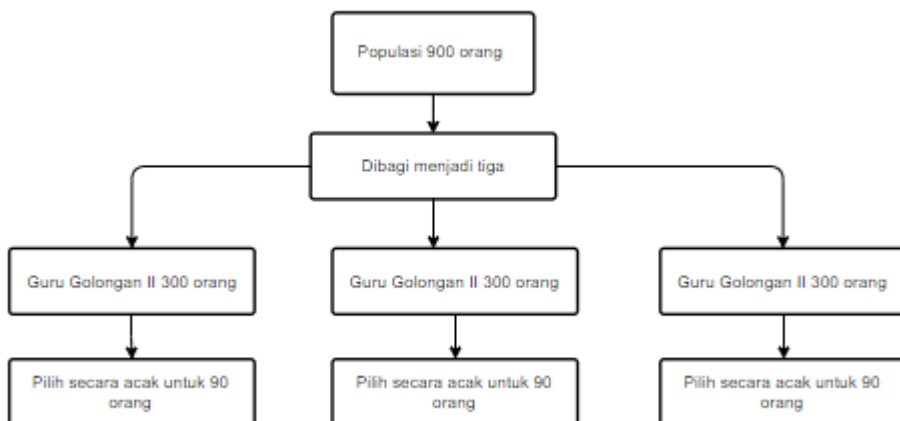 Populasi 900 orang
Dibagi menjadi tiga
Guru Golongan II 300 orang
Guru Golongan II 300 orang
Guru Golongan II 300 orang
Pilih secara acak untuk 90
orang
Pilih secara acak untuk 90
orang
Pilih secara acak untuk 90
orang